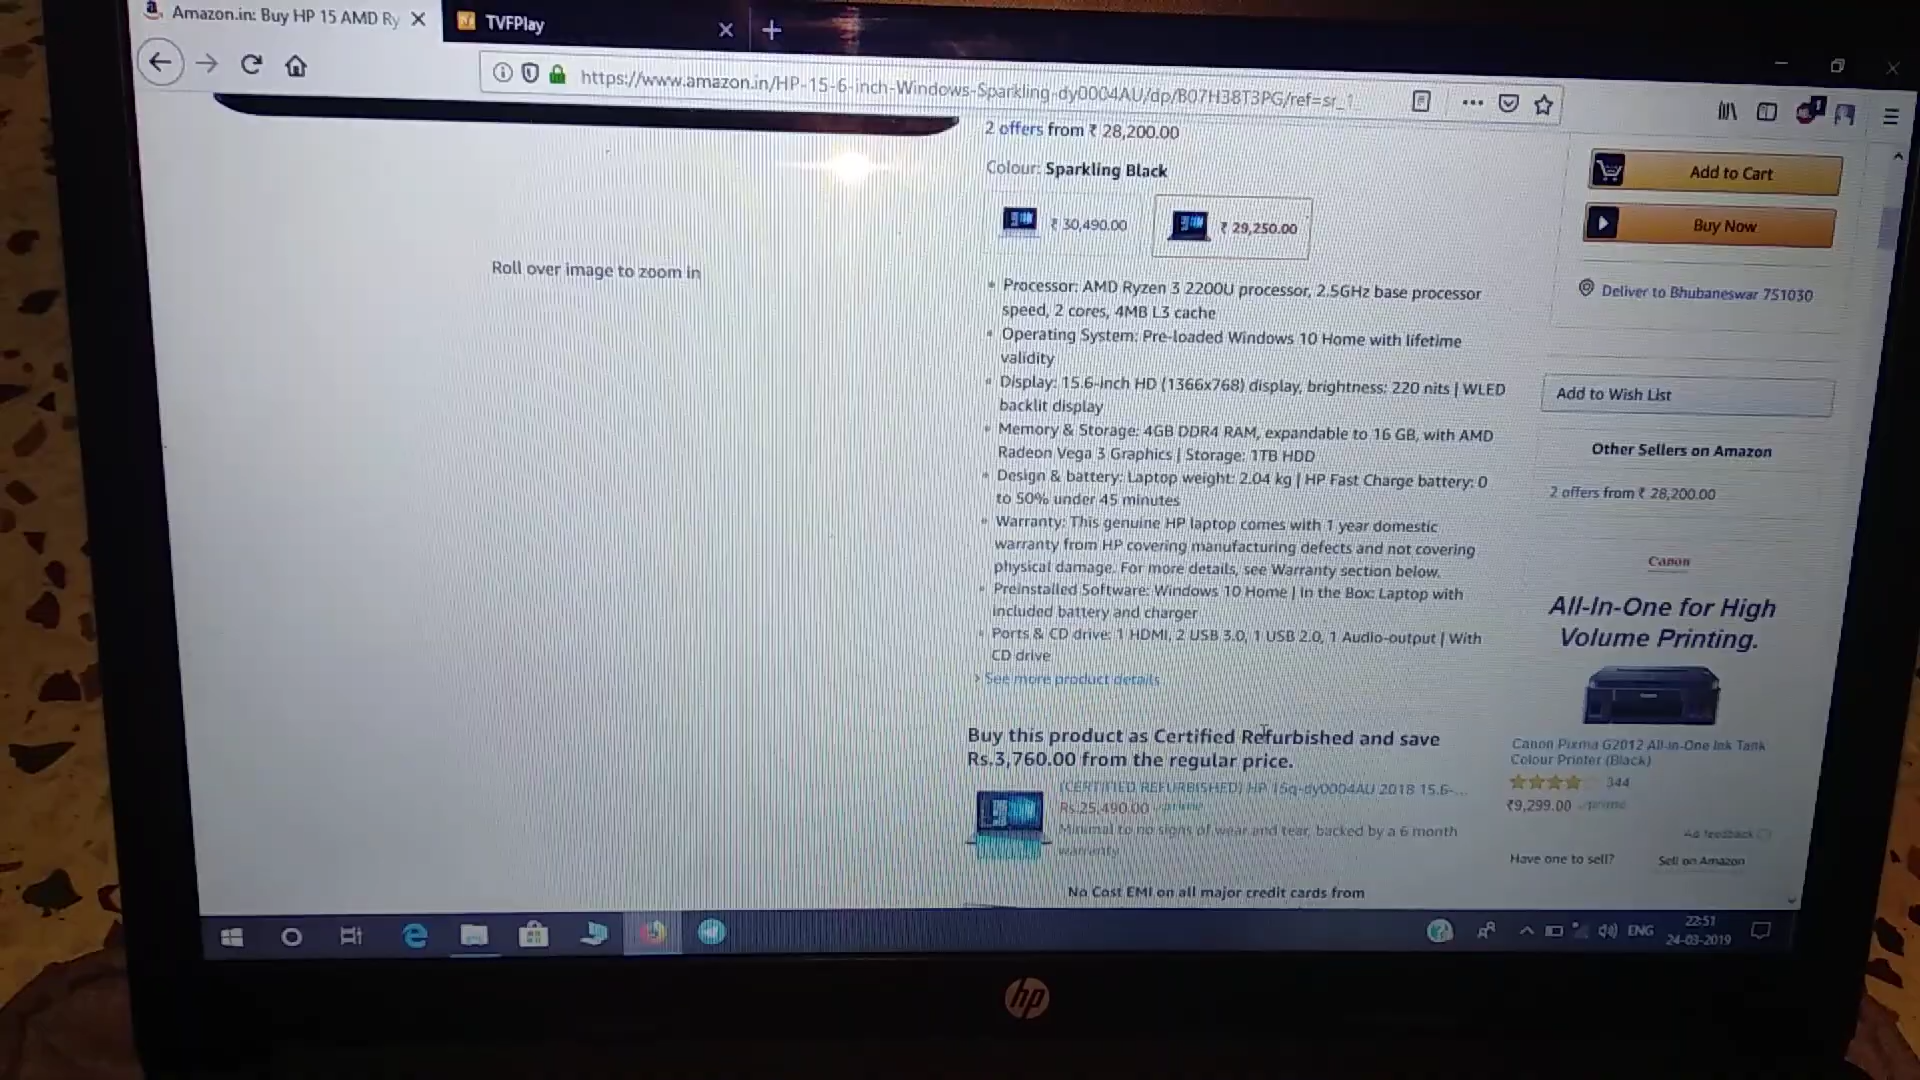 Amazon.in: Buy HP 15 AMD Ry
TVFPlay
https://www.amazon.in/HP-15-6-inch-Windows-Sparkling-dy0004AU/dp/B07H38T3PG/ref=sr_1
2 offers from ₹ 28,200.00
Colour: Sparkling Black
₹ 30,490.00
₹ 29,250.00
Roll over image to zoom in
Processor: AMD Ryzen 3 2200U processor, 2.5GHz base processor
speed, 2 cores, 4MB L3 cache
Operating System: Pre-loaded Windows 10 Home with lifetime
validity
Display: 15.6-inch HD (1366x768) display, brightness: 220 nits | WLED
backlit display
Memory & Storage: 4GB DDR4 RAM, expandable to 16 GB, with AMD
Radeon Vega 3 Graphics | Storage: 1TB HDD
Design & battery: Laptop weight: 2.04 kg | HP Fast Charge battery: 0
to 50% under 45 minutes
Warranty: This genuine HP laptop comes with 1 year domestic
warranty from HP covering manufacturing defects and not covering
physical damage. For more details, see Warranty section below.
Preinstalled Software: Windows 10 Home | In the Box: Laptop with
included battery and charger
Ports & CD drive: 1 HDMI, 2 USB 3.0, 1 USB 2.0, 1 Audio-output | With
CD drive
See more product details
Buy this product as Certified Refurbished and save
Rs.3,760.00 from the regular price.
(CERTIFIED REFURBISHED) HP 15q-dy0004AU 2018 15.6-...
Rs.25,490.00 prime
Minimal to no signs of wear and tear, backed by a 6 month
warranty
No Cost EMI on all major credit cards from
Add to Cart
Buy Now
Deliver to Bhubaneswar 751030
Add to Wish List
Other Sellers on Amazon
2 offers from ₹ 28,200.00
Canon
All-In-One for High
Volume Printing.
Canon Pixma G2012 All-in-One Ink Tank
Colour Printer (Black)
344
₹9,299.00 prime
Ad feedback
Have one to sell?
Sell on Amazon
ENG
22:51
24-03-2019
hp